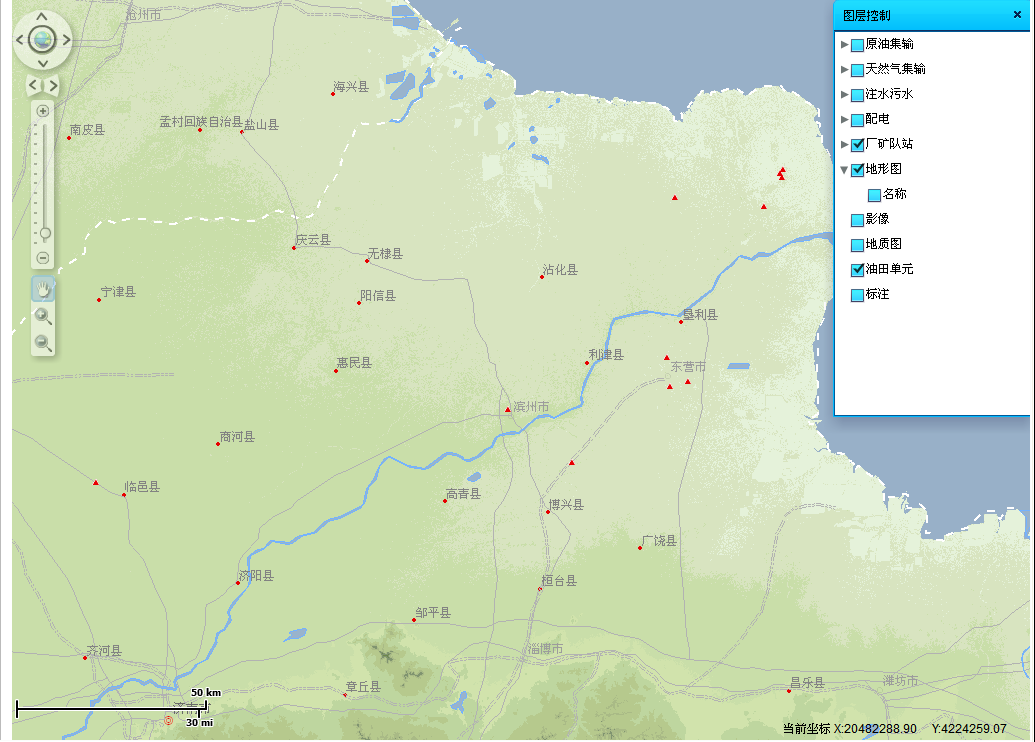 沧州市
图层控制
×
原油集输
天然气集输
海兴县
注水污水
孟村回族自治县
盐山县
配电
南皮县
厂矿队站
地形图
名称
影像
庆云县
地质图
无棣县
沾化县
油田单元
宁津县
阳信县
标注
垦利县
利津县
惠民县
东营市
滨州市
商河县
临邑县
高青县
博兴县
广饶县
济阳县
桓台县
邹平县
齐河县
淄博市
章丘县
昌乐县
潍坊市
50 km
济南市
30 mi
当前坐标 X:20482288.90 Y:4224259.07